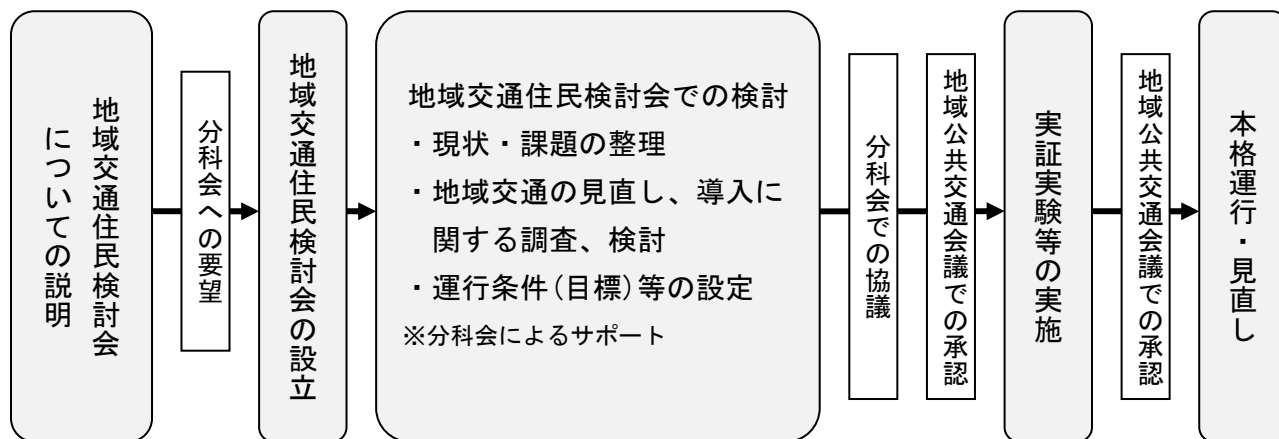 地域交通住民検討会
についての説明
分科会への要望
地域交通住民検討会の設立
地域交通住民検討会での検討
・現状・課題の整理
・地域交通の見直し、導入に
関する調査、検討
・運行条件(目標)等の設定
※分科会によるサポート
分科会での協議
地域公共交通会議での承認
実証実験等の実施
地域公共交通会議での承認
本格運行・見直し